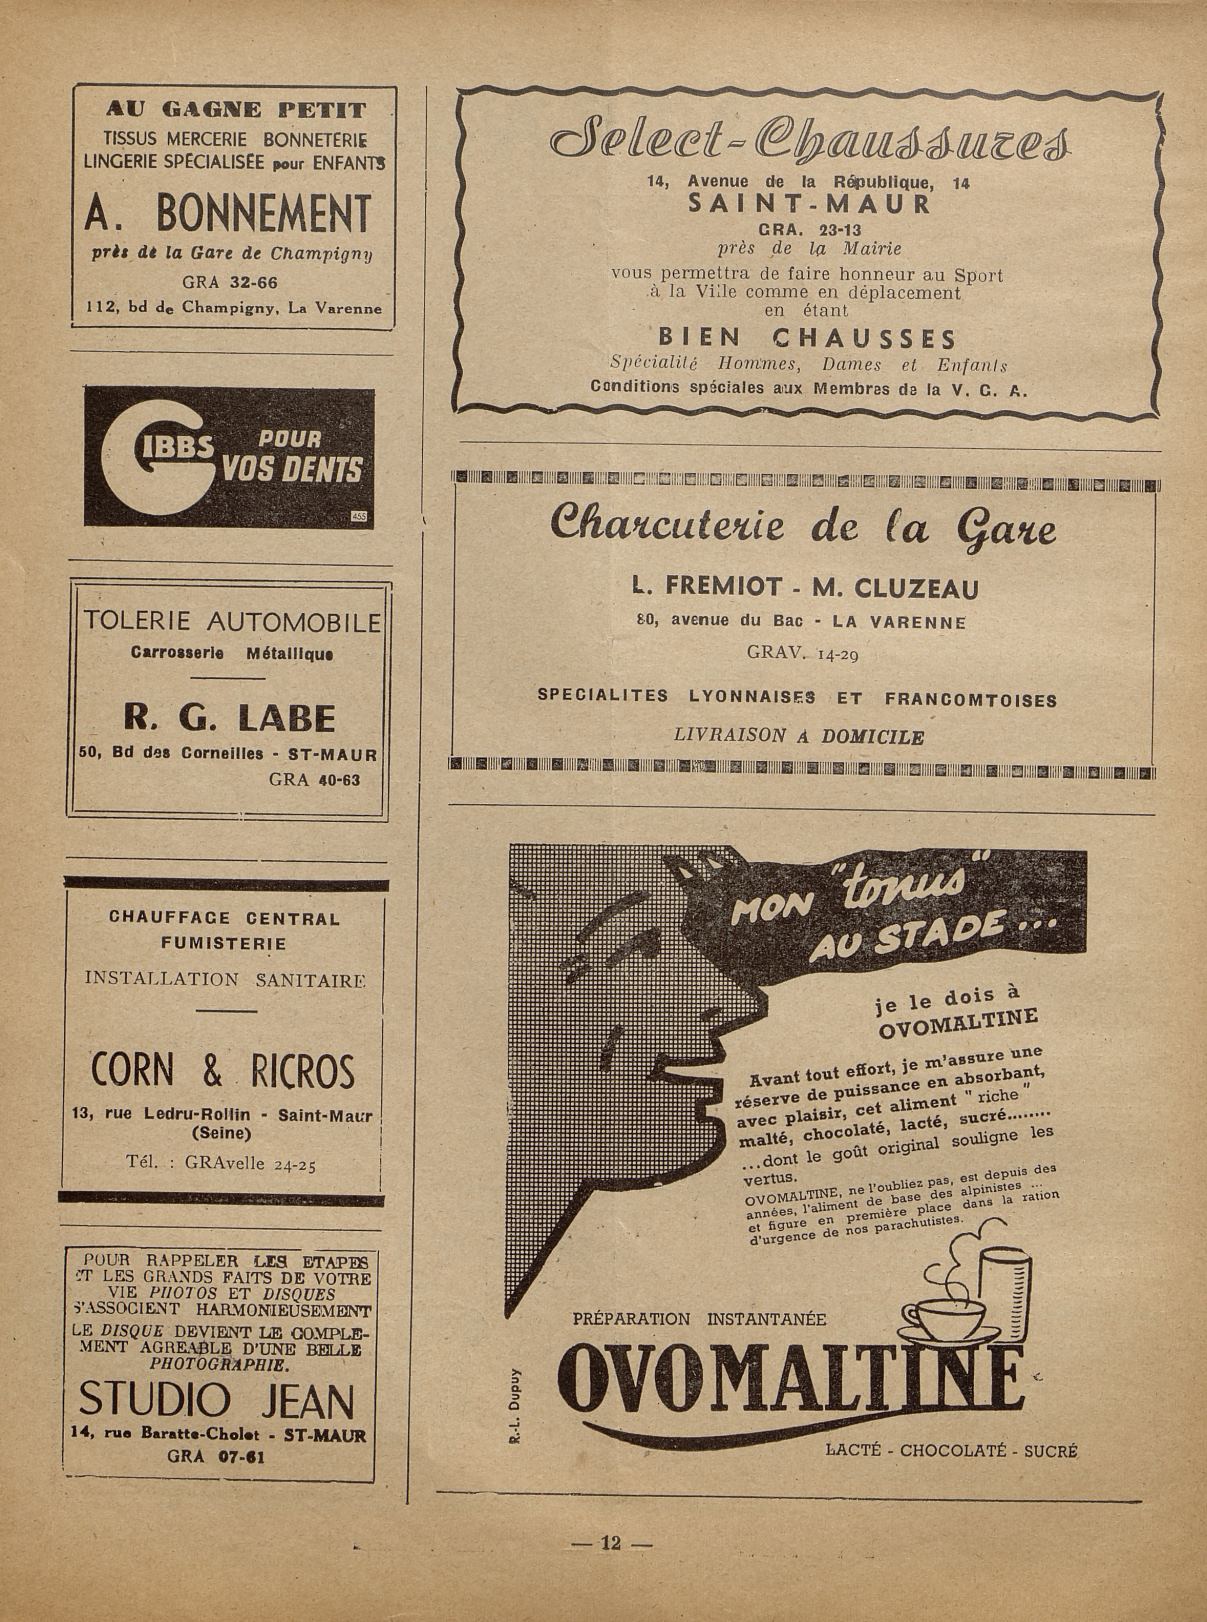 AU GAGNE PETIT
TISSUS MERCERIE BONNETERIE
LINGERIE SPÉCIALISÉE pour ENFANTS
A. BONNEMENT
près de la Gare de Champigny
GRA 32-66
112, bd de Champigny, La Varenne
GIBBS
POUR
VOS DENTS
455
TOLERIE AUTOMOBILE
Carrosserie Métallique
R. G. LABE
50, Bd des Corneilles - ST-MAUR
GRA 40-63
CHAUFFAGE CENTRAL
FUMISTERIE
INSTALLATION SANITAIRE
CORN & RICROS
13, rue Ledru-Rollin - Saint-Maur
(Seine)
Tél. : GRAvelle 24-25
POUR RAPPELER LES ETAPES
ET LES GRANDS FAITS DE VOTRE
VIE PHOTOS ET DISQUES
S'ASSOCIENT HARMONIEUSEMENT
LE DISQUE DEVIENT LE COMPLE-
MENT AGREABLE D'UNE BELLE
PHOTOGRAPHIE.
STUDIO JEAN
14, rue Baratte-Cholet - ST-MAUR
GRA 07-61
Select-Chaussures
14, Avenue de la République, 14
SAINT-MAUR
GRA. 23-13
près de la Mairie
vous permettra de faire honneur au Sport
à la Ville comme en déplacement
en étant
BIEN CHAUSSES
Spécialité Hommes, Dames et Enfants
Conditions spéciales aux Membres de la V. G. A.
Charcuterie de la Gare
L. FREMIOT - M. CLUZEAU
80, avenue du Bac - LA VARENNE
GRAV. 14-29
SPECIALITES LYONNAISES ET FRANCOMTOISES
LIVRAISON A DOMICILE
MON "tonus"
AU STADE...
je le dois à
OVOMALTINE
Avant tout effort, je m'assure une
réserve de puissance en absorbant,
avec plaisir, cet aliment "riche"
malté, chocolaté, lacté, sucré........
...dont le goût original souligne les
vertus.
OVOMALTINE, ne l'oubliez pas, est depuis des
années, l'aliment de base des alpinistes ...
et figure en première place dans la ration
d'urgence de nos parachutistes.
PRÉPARATION INSTANTANÉE
OVOMALTINE
R.-L. Dupuy
LACTÉ - CHOCOLATÉ - SUCRÉ
— 12 —